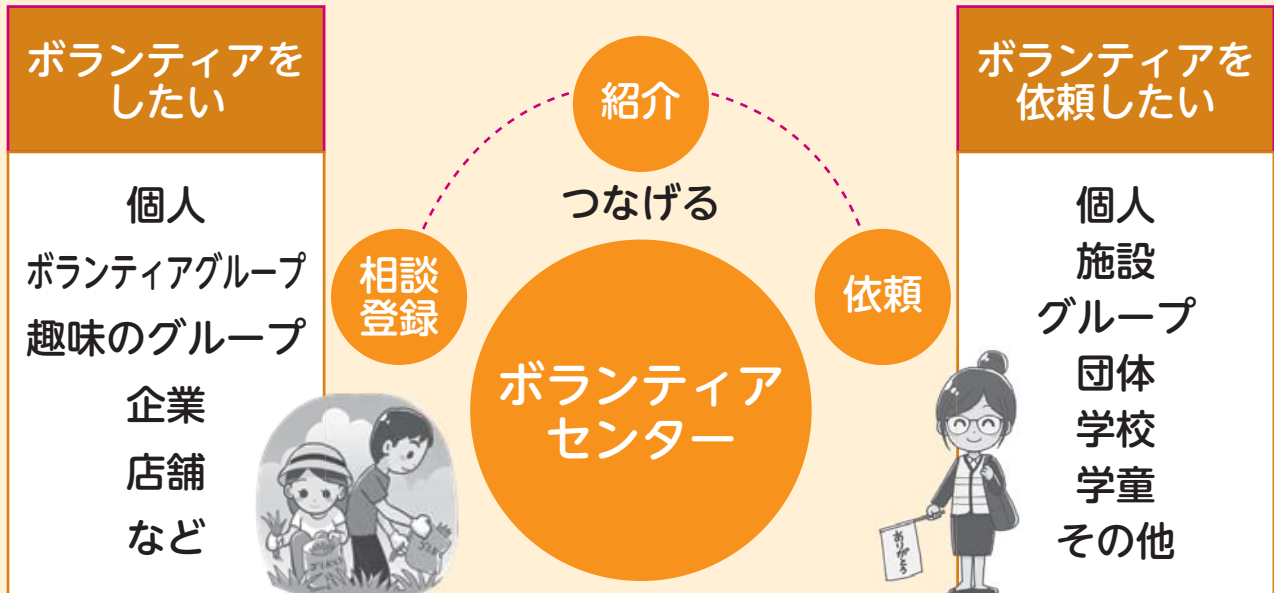 ボランティアを
したい
個人
ボランティアグループ
趣味のグループ
企業
店舗
など
紹介
つなげる
相談
登録
依頼
ボランティア
センター
ありがとう
ボランティアを
依頼したい
個人
施設
グループ
団体
学校
学童
その他